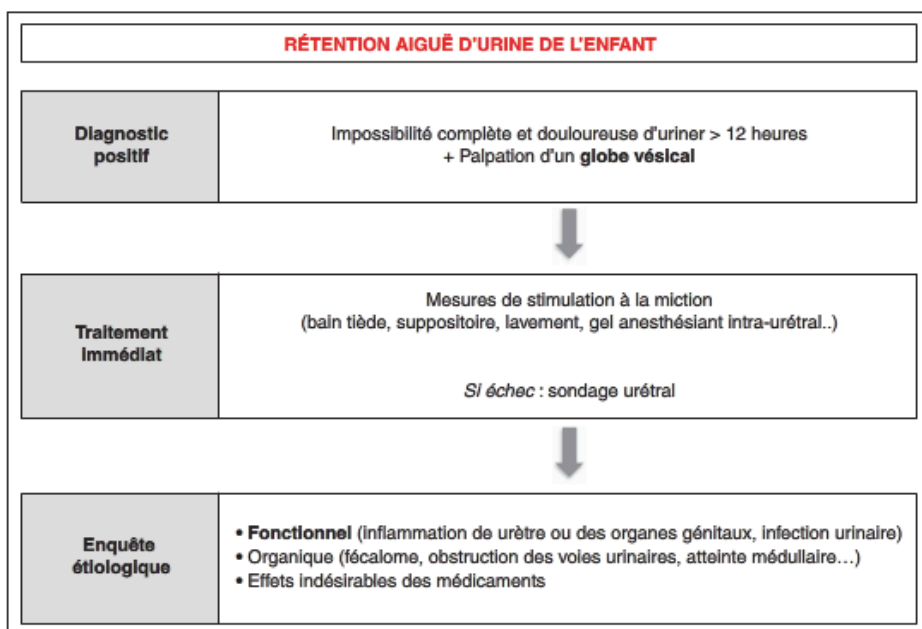 RÉTENTION AIGUË D'URINE DE L'ENFANT
Diagnostic
positif
Impossibilité complète et douloureuse d'uriner > 12 heures
+ Palpation d'un globe vésical
Traitement
immédiat
Mesures de stimulation à la miction
(bain tiède, suppositoire, lavement, gel anesthésiant intra-urétral..)
Si échec : sondage urétral
Enquête
étiologique
• Fonctionnel (inflammation de urètre ou des organes génitaux, infection urinaire)
• Organique (fécalome, obstruction des voies urinaires, atteinte médullaire...)
• Effets indésirables des médicaments